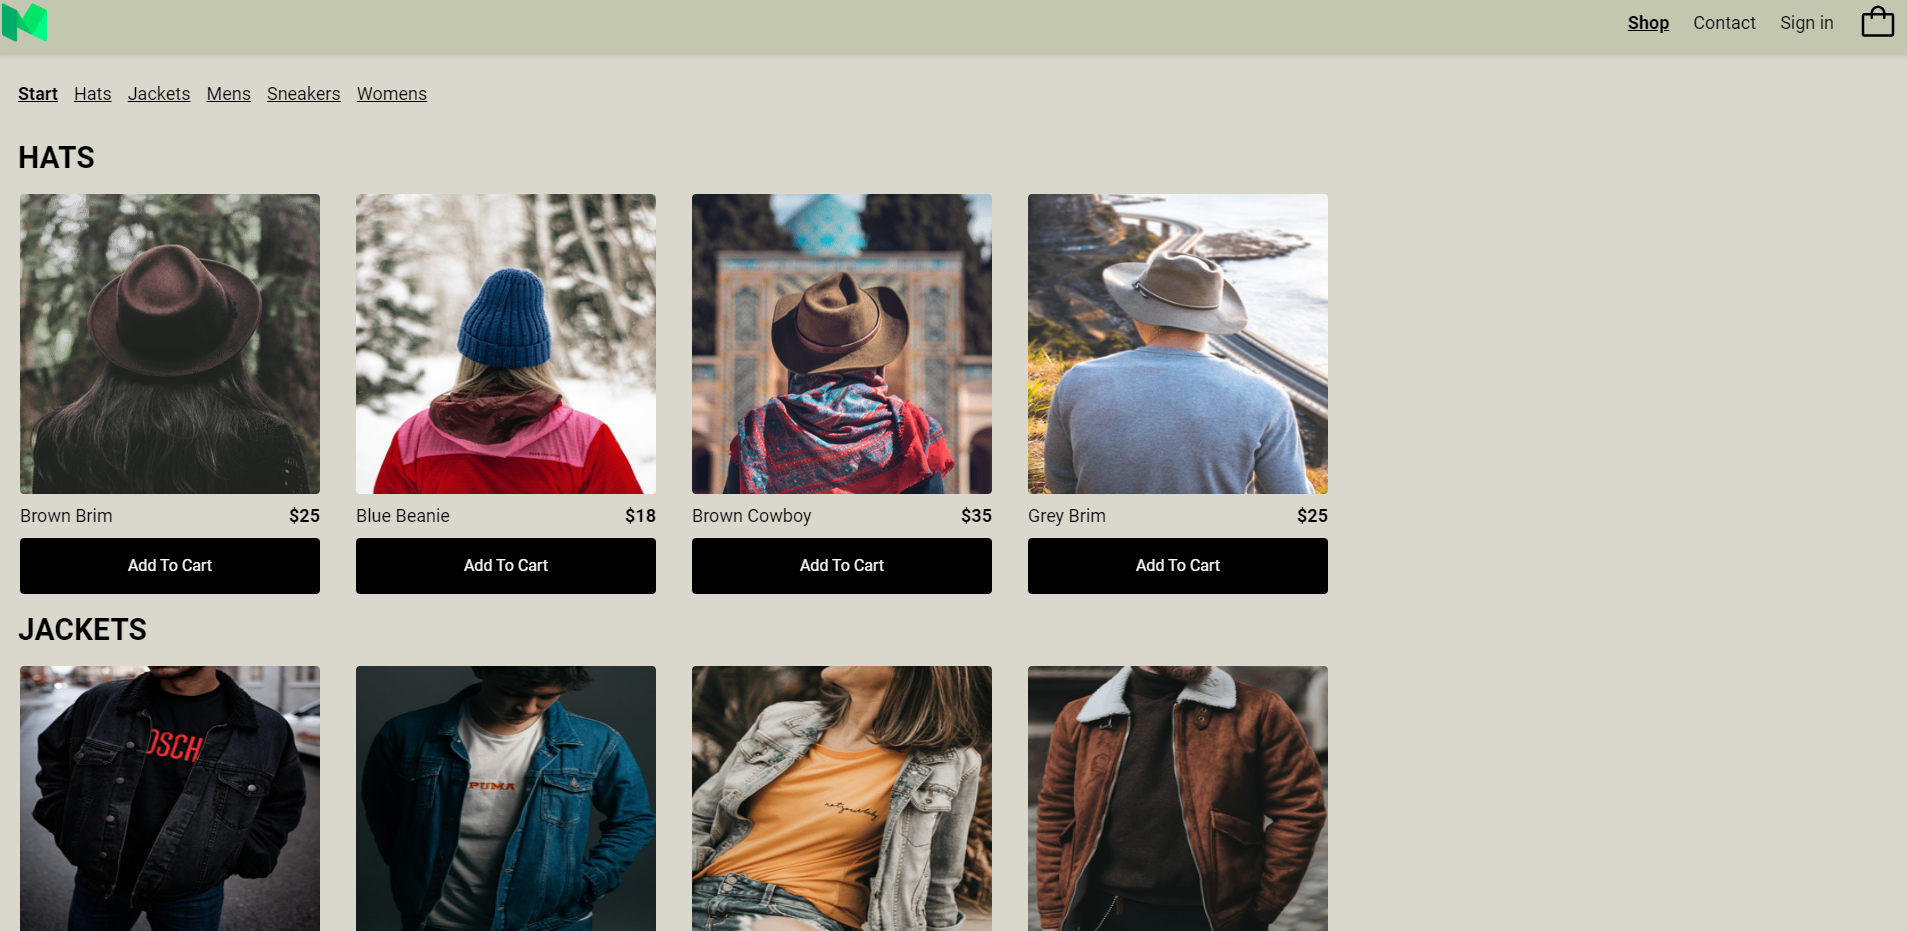 Shop Contact Sign in
Start Hats Jackets Mens Sneakers Womens
HATS
Brown Brim $25
Blue Beanie $18
Brown Cowboy $35
Grey Brim $25
Add To Cart
Add To Cart
Add To Cart
Add To Cart
JACKETS
OSCH
PUMA